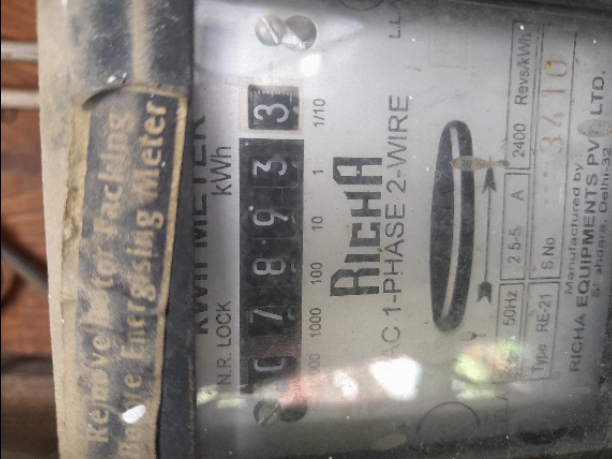 Remove Packing
Energising Meter
KWH METER
N.R. LOCK kWh
0 7 8 9 3 3
1000 100 10 1 1/10
RICHA
AC 1-PHASE 2-WIRE
50Hz 2.5-5 A 2400 Revs/kWh
Type RE-21 S No. 3410
Manufactured by
RICHA EQUIPMENTS PVT LTD.
Shahdara, Delhi-32